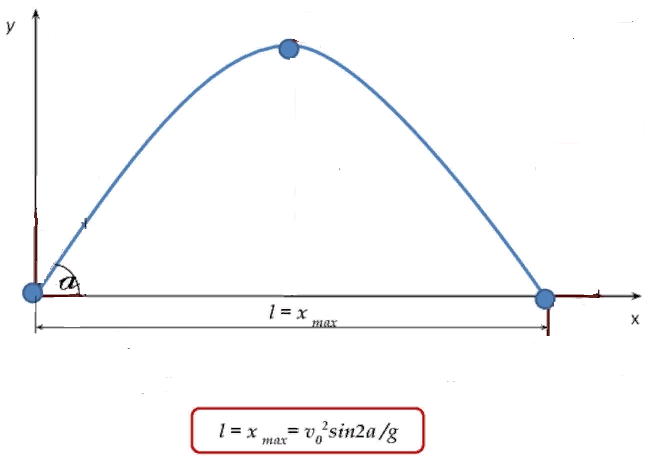 y
a
l = x max
x
l = x max = v₀²sin2a/g